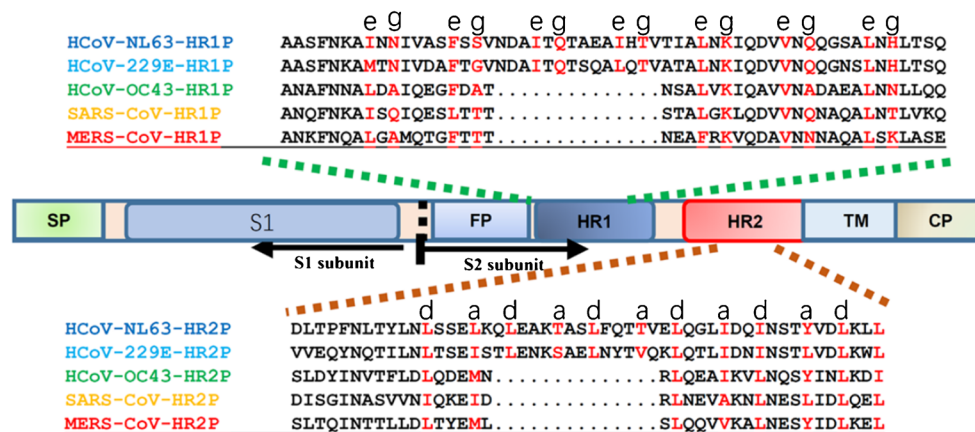 e g e g e g e g e g e g e g
HCoV-NL63-HR1P AASFNKAINNIVASFSSVNDAITQTAEAIHTVTIALNKIQDVVNQQGSALNHLTSQ
HCoV-229E-HR1P AASFNKAMTNIVDAFTGVNDAITQTSQALQTVATALNKIQDVVNQQGNSLNHLTSQ
HCoV-OC43-HR1P ANAFNNALDAIQEGFDAT..............NSALVKIQAVVNADAEALNNLLQQ
SARS-CoV-HR1P ANKAISQIQESLTTT..............STALGKLQDVVNQNAQALNTLVKQ
MERS-CoV-HR1P ANKFNQALGAMQTGFTTT..............NEAFRKVQDAVNNNAQALSKLASE
SP S1 FP HR1 HR2 TM CP
S1 subunit S2 subunit
d a d a d a d a d a d
HCoV-NL63-HR2P DLTPFNLTYLNLSSELKQLEAKTASLFQTTVELQGLIDQINSTYVDLKLL
HCoV-229E-HR2P VVEQYNQTILNLTSEISTLENKSAELNYTVQKLQTLIDNINSTLVDLKWL
HCoV-OC43-HR2P SLDYINVTFLDLQDEMN..............RLQEAIKVLNQSYINLKDI
SARS-CoV-HR2P DISGINASVVNIQKEID..............RLNEVAKNLNESLIDLQEL
MERS-CoV-HR2P SLTQINTTLLDLTYEML..............SLQQVVKALNESYIDLKEL